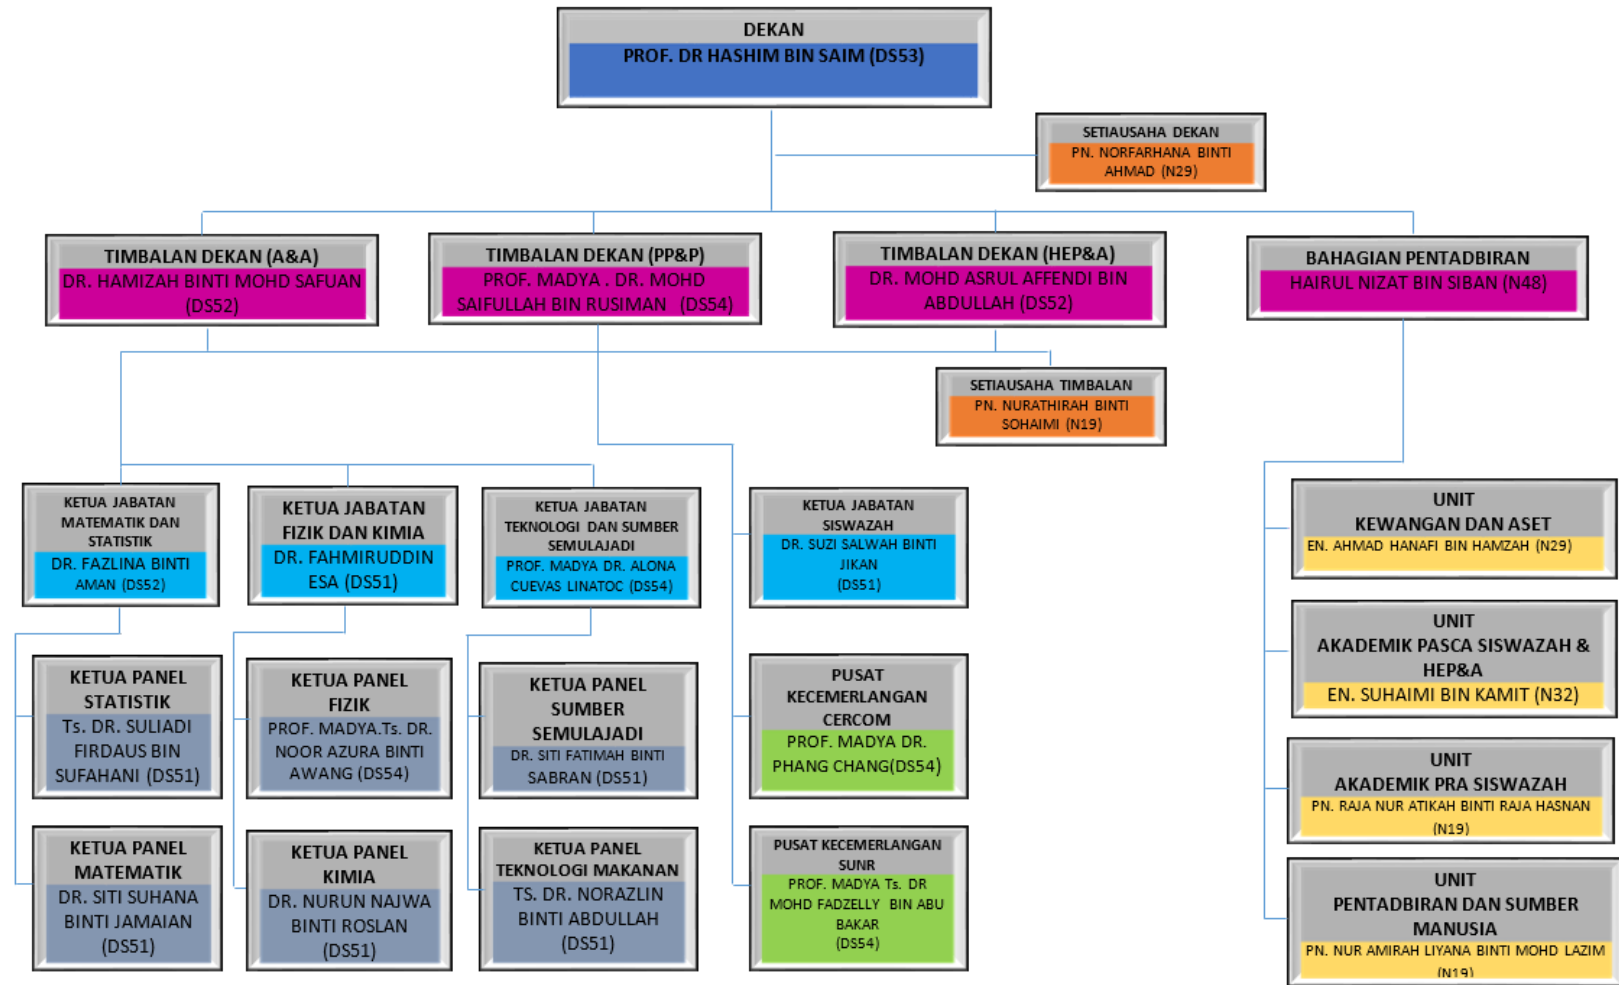 DEKAN
PROF. DR HASHIM BIN SAIM (DS53)
SETIAUSAHA DEKAN
PN. NORFARHANA BINTI
AHMAD (N29)
TIMBALAN DEKAN (A&A)
DR. HAMIZAH BINTI MOHD SAFUAN
(DS52)
TIMBALAN DEKAN (PP&P)
PROF. MADYA . DR. MOHD
SAIFULLAH BIN RUSIMAN (DS54)
TIMBALAN DEKAN (HEP&A)
DR. MOHD ASRUL AFFENDI BIN
ABDULLAH (DS52)
BAHAGIAN PENTADBIRAN
HAIRUL NIZAT BIN SIBAN (N48)
SETIAUSAHA TIMBALAN
PN. NURATHIRAH BINTI
SOHAIMI (N19)
KETUA JABATAN
MATEMATIK DAN
STATISTIK
DR. FAZLINA BINTI
AMAN (DS52)
KETUA JABATAN
FIZIK DAN KIMIA
DR. FAHMIRUDDIN
ESA (DS51)
KETUA JABATAN
TEKNOLOGI DAN SUMBER
SEMULAJADI
PROF. MADYA DR. ALONA
CUEVAS LINATOC (DS54)
KETUA JABATAN
SISWAZAH
DR. SUZI SALWAH BINTI
JIKAN
(DS51)
UNIT
KEWANGAN DAN ASET
EN. AHMAD HANAFI BIN HAMZAH (N29)
UNIT
AKADEMIK PASCA SISWAZAH &
HEP&A
EN. SUHAIMI BIN KAMIT (N32)
KETUA PANEL
STATISTIK
Ts. DR. SULIADI
FIRDAUS BIN
SUFAHANI (DS51)
KETUA PANEL
FIZIK
PROF. MADYA.Ts. DR.
NOOR AZURA BINTI
AWANG (DS54)
KETUA PANEL
SUMBER
SEMULAJADI
DR. SITI FATIMAH BINTI
SABRAN (DS51)
PUSAT
KECEMERLANGAN
CERCOM
PROF. MADYA DR.
PHANG CHANG(DS54)
UNIT
AKADEMIK PRA SISWAZAH
PN. RAJA NUR ATIKAH BINTI RAJA HASNAN
(N19)
KETUA PANEL
MATEMATIK
DR. SITI SUHANA
BINTI JAMAIAN
(DS51)
KETUA PANEL
KIMIA
DR. NURUN NAJWA
BINTI ROSLAN
(DS51)
KETUA PANEL
TEKNOLOGI MAKANAN
TS. DR. NORAZLIN
BINTI ABDULLAH
(DS51)
PUSAT KECEMERLANGAN
SUNR
PROF. MADYA Ts. DR
MOHD FADZELLY BIN ABU
BAKAR
(DS54)
UNIT
PENTADBIRAN DAN SUMBER
MANUSIA
PN. NUR AMIRAH LIYANA BINTI MOHD LAZIM
(N19)